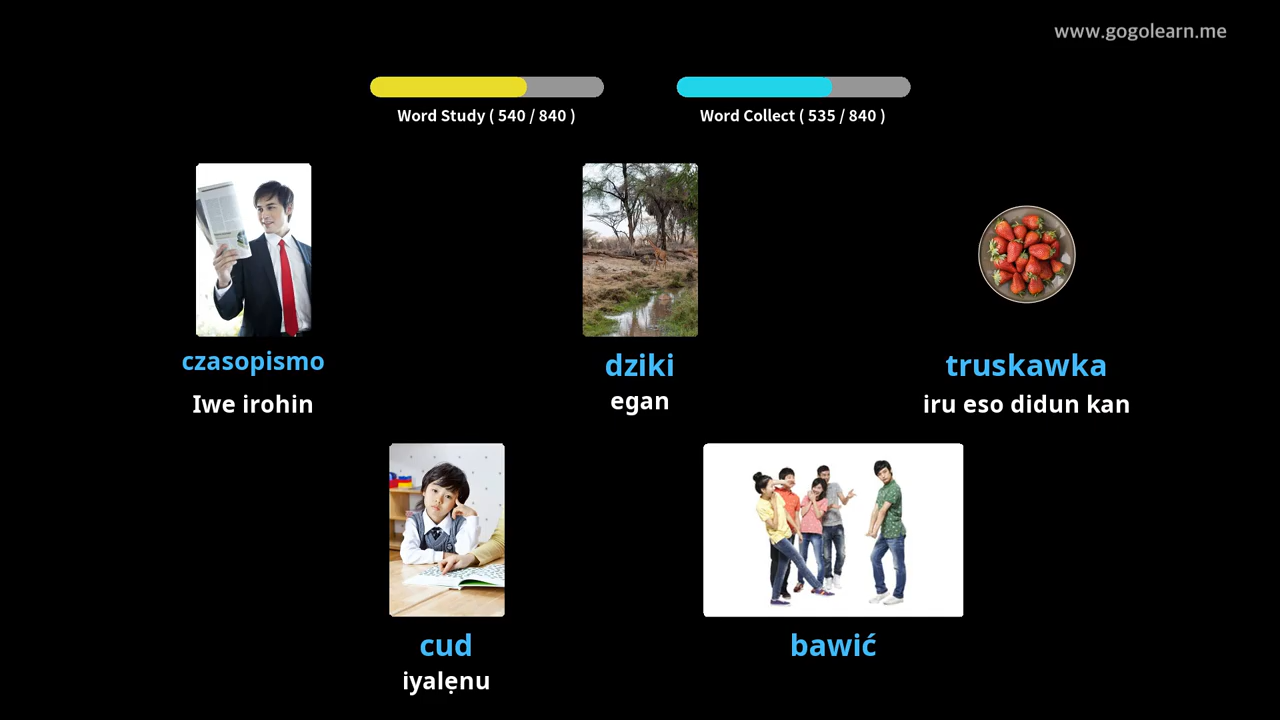 www.gogolearn.me
Word Study ( 540 / 840 )
Word Collect ( 535 / 840 )
czasopismo
Iwe irohin
dziki
egan
truskawka
iru eso didun kan
cud
iyalẹnu
bawić